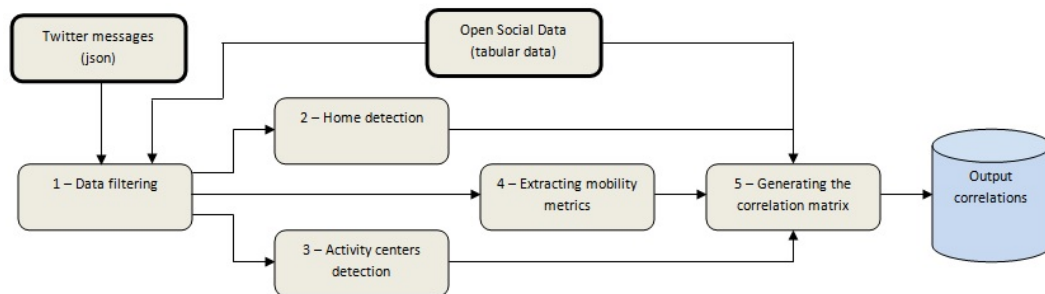 Twitter messages
(json)
Open Social Data
(tabular data)
2 – Home detection
1 – Data filtering
4 – Extracting mobility
metrics
5 – Generating the
correlation matrix
Output
correlations
3 – Activity centers
detection